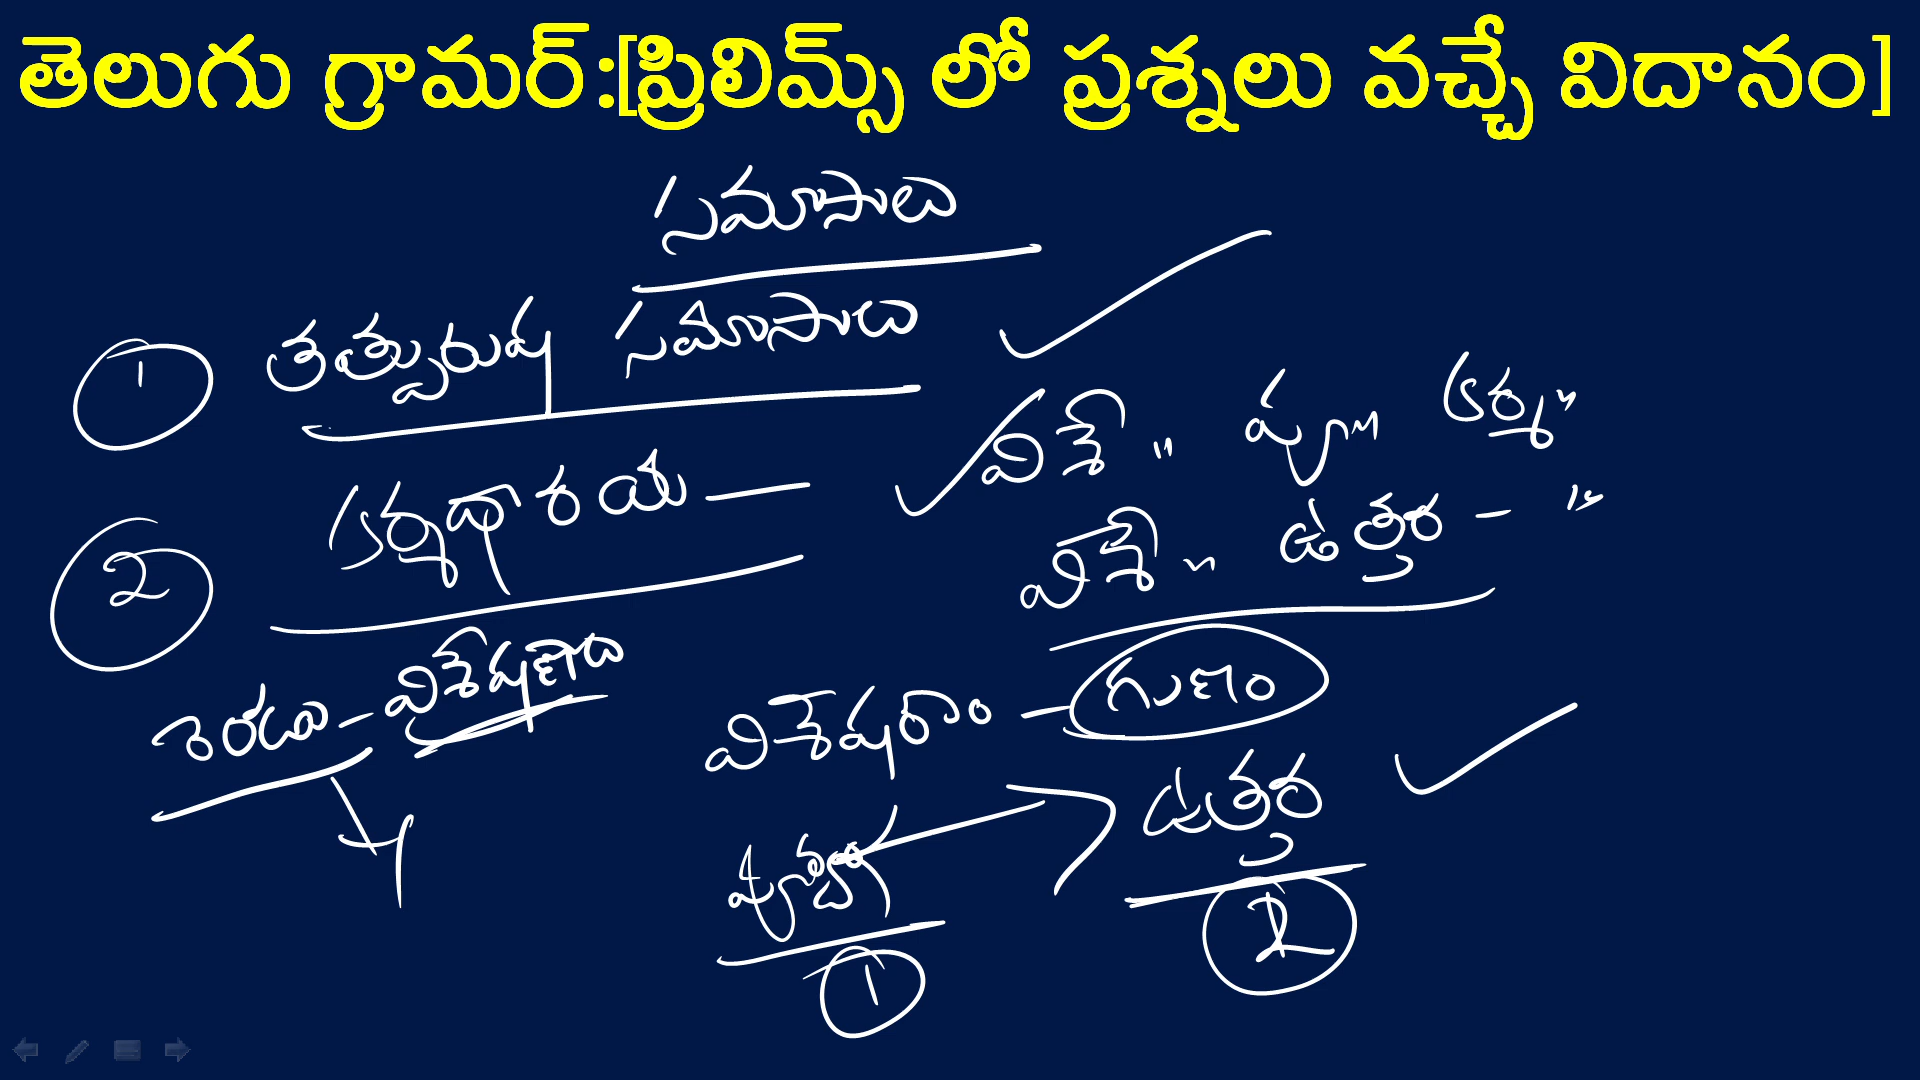 తెలుగు గ్రామర్:[ప్రిలిమ్స్ లో ప్రశ్నలు వచ్చే విదానం]
సమాసాలు
1 తత్పురుష సమాసాలు
2 కర్మధారయ —
విశే" పూ" కర్మ"
విశే" ఉత్తర - "
రెండూ - విశేషణాలు
విశేషణం - గుణం
పూర్వ ఉత్తర
1 2